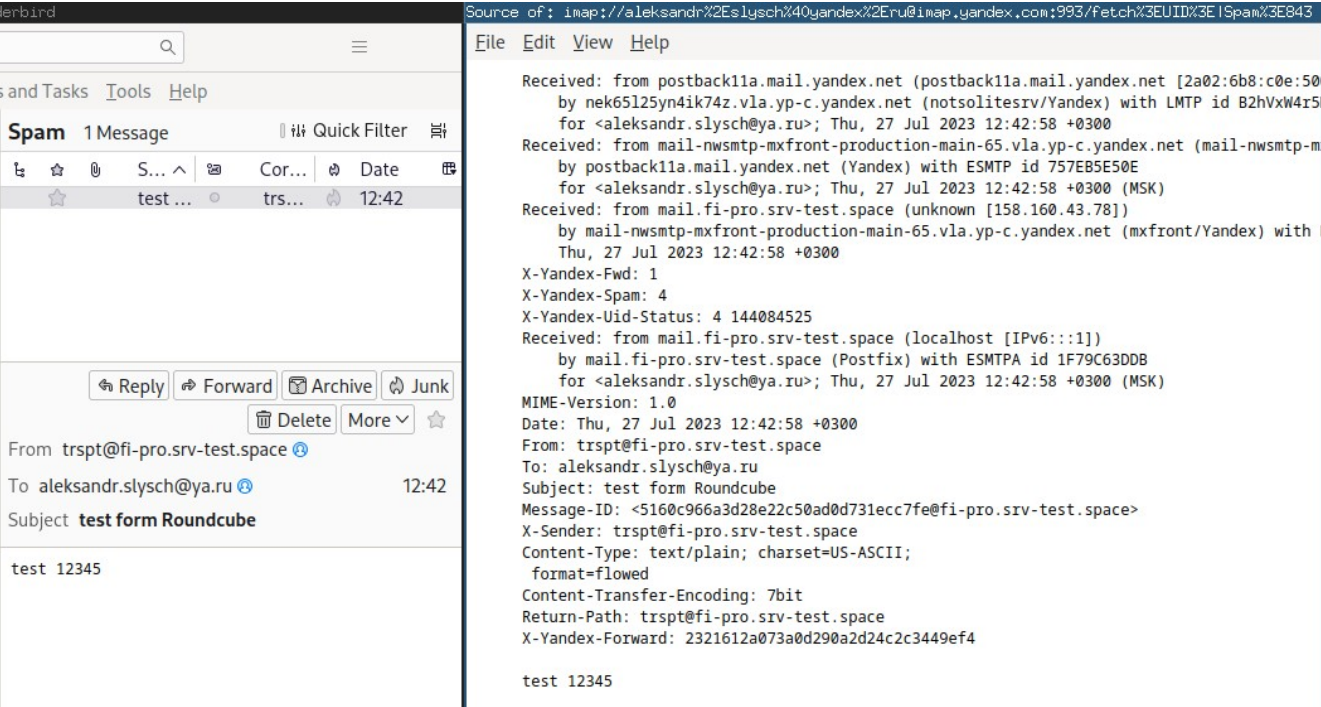 derbird
Source of: imap://aleksandr%2Eslysch%40yandex%2Eru@imap.yandex.com:993/fetch%3EUID%3E|Spam%3E843
File Edit View Help
s and Tasks Tools Help
Spam 1 Message Quick Filter
S... Cor... Date
test ... trs... 12:42
Reply Forward Archive Junk
Delete More
From trspt@fi-pro.srv-test.space
To aleksandr.slysch@ya.ru 12:42
Subject test form Roundcube
test 12345
Received: from postback11a.mail.yandex.net (postback11a.mail.yandex.net [2a02:6b8:c0e:50
by nek65l25yn4ik74z.vla.yp-c.yandex.net (notsolitesrv/Yandex) with LMTP id B2hVxW4r5
for <aleksandr.slysch@ya.ru>; Thu, 27 Jul 2023 12:42:58 +0300
Received: from mail-nwsmtp-mxfront-production-main-65.vla.yp-c.yandex.net (mail-nwsmtp-m
by postback11a.mail.yandex.net (Yandex) with ESMTP id 757EB5E50E
for <aleksandr.slysch@ya.ru>; Thu, 27 Jul 2023 12:42:58 +0300 (MSK)
Received: from mail.fi-pro.srv-test.space (unknown [158.160.43.78])
by mail-nwsmtp-mxfront-production-main-65.vla.yp-c.yandex.net (mxfront/Yandex) with
Thu, 27 Jul 2023 12:42:58 +0300
X-Yandex-Fwd: 1
X-Yandex-Spam: 4
X-Yandex-Uid-Status: 4 144084525
Received: from mail.fi-pro.srv-test.space (localhost [IPv6:::1])
by mail.fi-pro.srv-test.space (Postfix) with ESMTPA id 1F79C63DDB
for <aleksandr.slysch@ya.ru>; Thu, 27 Jul 2023 12:42:58 +0300 (MSK)
MIME-Version: 1.0
Date: Thu, 27 Jul 2023 12:42:58 +0300
From: trspt@fi-pro.srv-test.space
To: aleksandr.slysch@ya.ru
Subject: test form Roundcube
Message-ID: <5160c966a3d28e22c50ad0d731ecc7fe@fi-pro.srv-test.space>
X-Sender: trspt@fi-pro.srv-test.space
Content-Type: text/plain; charset=US-ASCII;
format=flowed
Content-Transfer-Encoding: 7bit
Return-Path: trspt@fi-pro.srv-test.space
X-Yandex-Forward: 2321612a073a0d290a2d24c2c3449ef4
test 12345